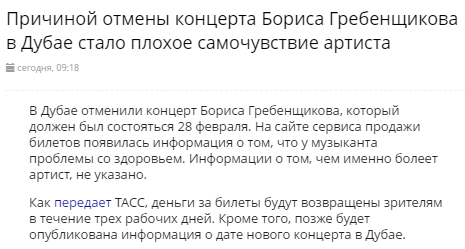 Причиной отмены концерта Бориса Гребенщикова
в Дубае стало плохое самочувствие артиста
сегодня, 09:18
В Дубае отменили концерт Бориса Гребенщикова, который
должен был состояться 28 февраля. На сайте сервиса продажи
билетов появилась информация о том, что у музыканта
проблемы со здоровьем. Информации о том, чем именно болеет
артист, не указано.
Как передает ТАСС, деньги за билеты будут возвращены зрителям
в течение трех рабочих дней. Кроме того, позже будет
опубликована информация о дате нового концерта в Дубае.